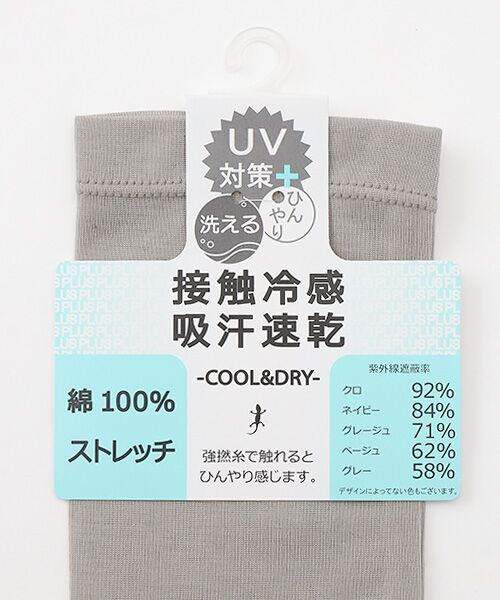 UV
対策+
洗える
ひんやり
PLUSPLUSPLUS
接触冷感
吸汗速乾
-COOL&DRY-
綿 100%
ストレッチ
強撚糸で触れると
ひんやり感じます。
紫外線遮蔽率
クロ 92%
ネイビー 84%
グレージュ 71%
ベージュ 62%
グレー 58%
デザインによってない色もございます。